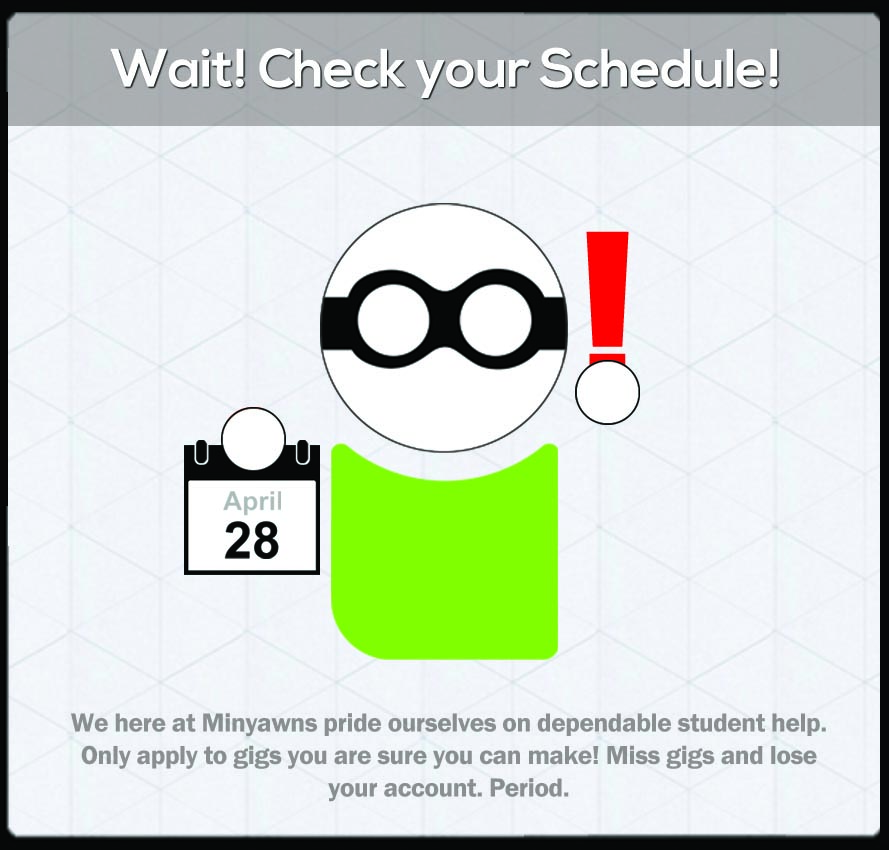 Wait! Check your Schedule!
April
28
We here at Minyawns pride ourselves on dependable student help.
Only apply to gigs you are sure you can make! Miss gigs and lose
your account. Period.